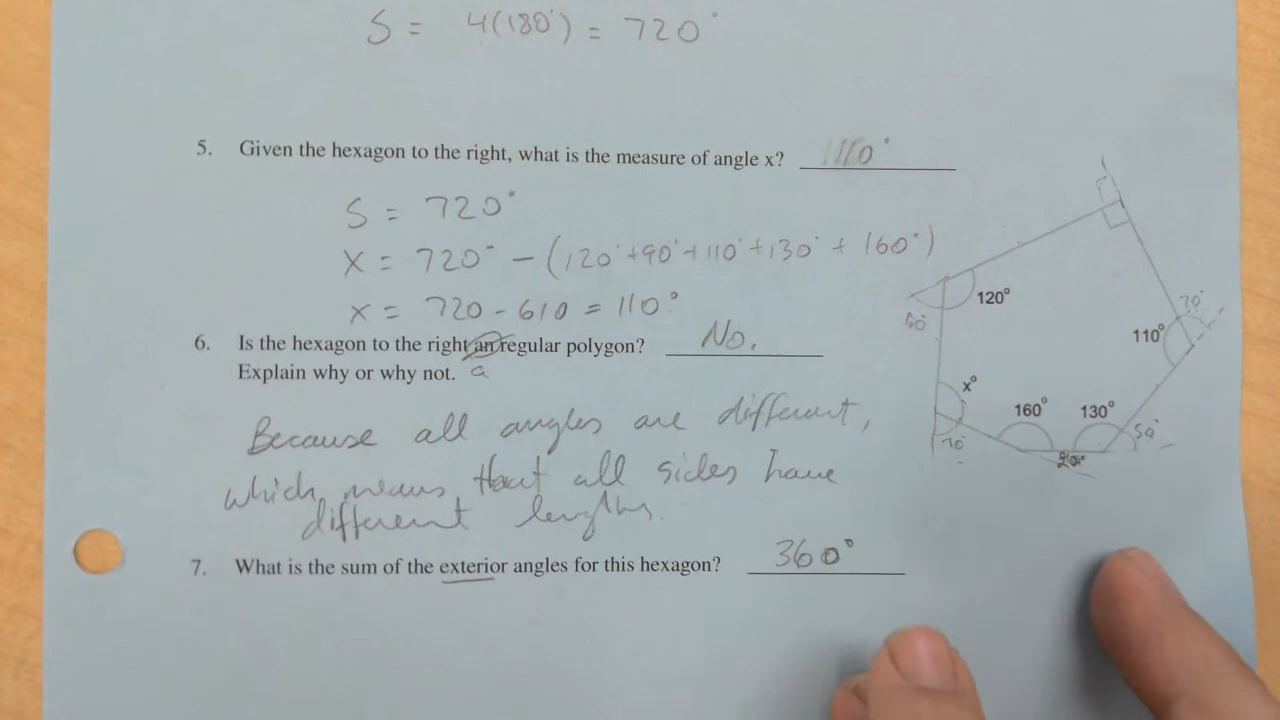 S = 4(180°) = 720°
5. Given the hexagon to the right, what is the measure of angle x? 110°
S = 720°
x = 720° - (120° + 90° + 110° + 130° + 160°)
x = 720 - 610 = 110°
6. Is the hexagon to the right an regular polygon? No.
Explain why or why not. a
Because all angles are different,
which means that all sides have
different lengths.
7. What is the sum of the exterior angles for this hexagon? 360°
120°
60°
70°
110°
x°
160°
130°
50°
70°
20°